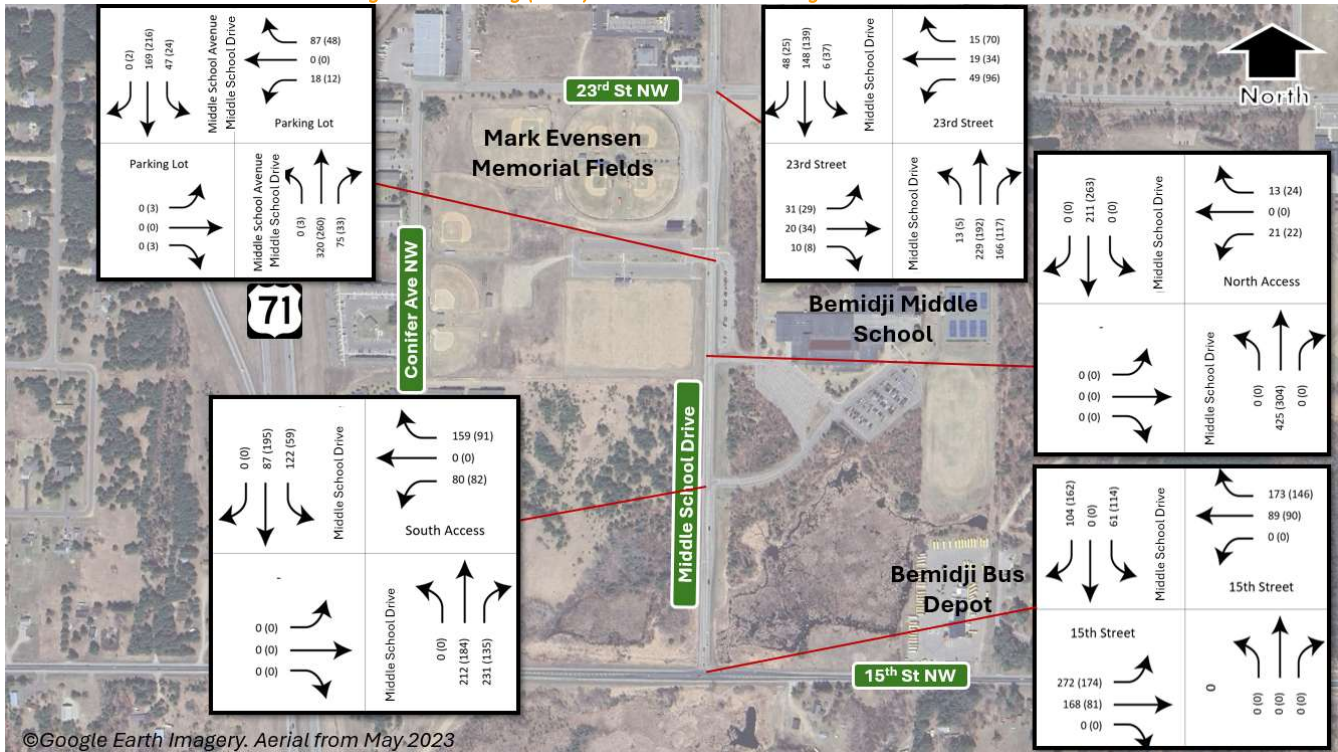 0 (2)
169 (216)
47 (24)
Middle School Avenue
Middle School Drive
87 (48)
0 (0)
18 (12)
Parking Lot
Parking Lot
0 (3)
0 (0)
0 (3)
Middle School Avenue
Middle School Drive
0 (3)
320 (260)
75 (33)
23rd St NW
Mark Evensen
Memorial Fields
48 (25)
148 (139)
6 (37)
Middle School Drive
15 (70)
19 (34)
49 (96)
23rd Street
23rd Street
31 (29)
20 (34)
10 (8)
Middle School Drive
13 (5)
229 (192)
166 (117)
North
71
Conifer Ave NW
Bemidji Middle
School
0 (0)
211 (263)
0 (0)
Middle School Drive
13 (24)
0 (0)
21 (22)
North Access
0 (0)
0 (0)
0 (0)
Middle School Drive
0 (0)
425 (304)
0 (0)
0 (0)
87 (195)
122 (59)
Middle School Drive
159 (91)
0 (0)
80 (82)
South Access
0 (0)
0 (0)
0 (0)
Middle School Drive
0 (0)
212 (184)
231 (135)
Middle School Drive
Bemidji Bus
Depot
15th St NW
104 (162)
0 (0)
61 (114)
Middle School Drive
173 (146)
89 (90)
0 (0)
15th Street
15th Street
272 (174)
168 (81)
0 (0)
0
0 (0)
0 (0)
0 (0)
©Google Earth Imagery. Aerial from May 2023